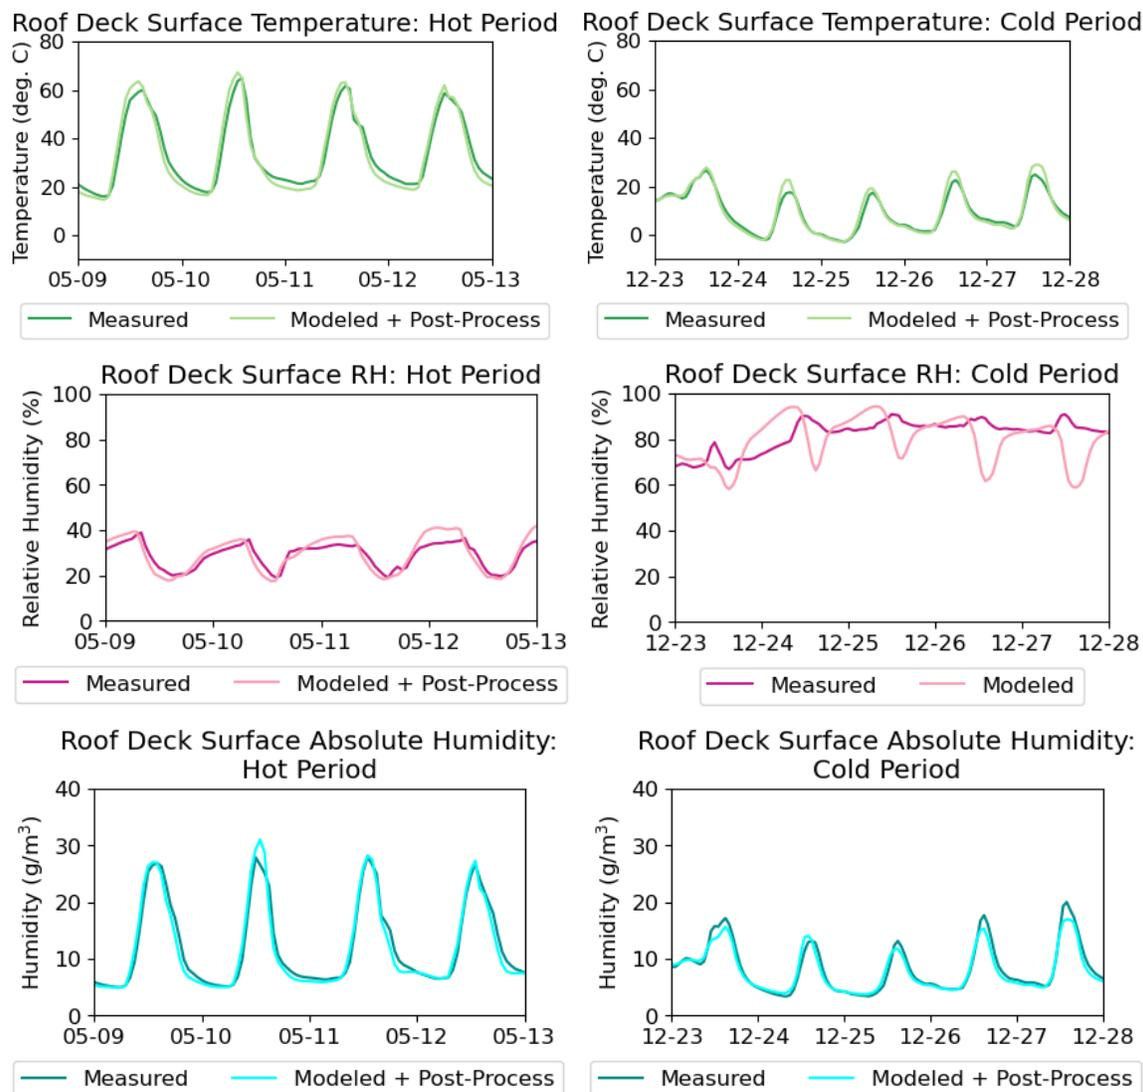 Roof Deck Surface Temperature: Hot Period
Temperature (deg. C)
80
60
40
20
0
05-09 05-10 05-11 05-12 05-13
Measured Modeled + Post-Process
Roof Deck Surface Temperature: Cold Period
Temperature (deg. C)
80
60
40
20
0
12-23 12-24 12-25 12-26 12-27 12-28
Measured Modeled + Post-Process
Roof Deck Surface RH: Hot Period
Relative Humidity (%)
100
80
60
40
20
0
05-09 05-10 05-11 05-12 05-13
Measured Modeled + Post-Process
Roof Deck Surface RH: Cold Period
Relative Humidity (%)
100
80
60
40
20
0
12-23 12-24 12-25 12-26 12-27 12-28
Measured Modeled
Roof Deck Surface Absolute Humidity:
Hot Period
Humidity (g/m³)
40
30
20
10
0
05-09 05-10 05-11 05-12 05-13
Measured Modeled + Post-Process
Roof Deck Surface Absolute Humidity:
Cold Period
Humidity (g/m³)
40
30
20
10
0
12-23 12-24 12-25 12-26 12-27 12-28
Measured Modeled + Post-Process